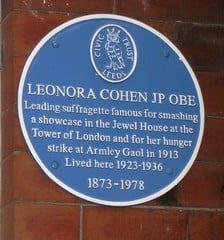 CIVIC TRUST
LEEDS
LEONORA COHEN JP OBE
Leading suffragette famous for smashing
a showcase in the Jewel House at the
Tower of London and for her hunger
strike at Armley Gaol in 1913
Lived here 1923-1936
1873-1978